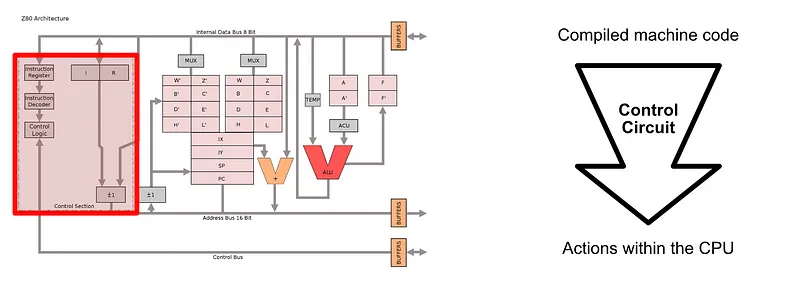 Z80 Architecture
Internal Data Bus 8 Bit
BUFFERS
Instruction
Register
I R
MUX
MUX
Instruction
Decoder
Control
Logic
W' Z' W Z
B' C' B C
D' E' D E
H' L' H L
TEMP
A F
A' F'
ACU
IX
IY
SP
PC
+
ALU
±1
±1
Control Section
Address Bus 16 Bit
BUFFERS
Control Bus
BUFFERS
Compiled machine code
Control
Circuit
Actions within the CPU